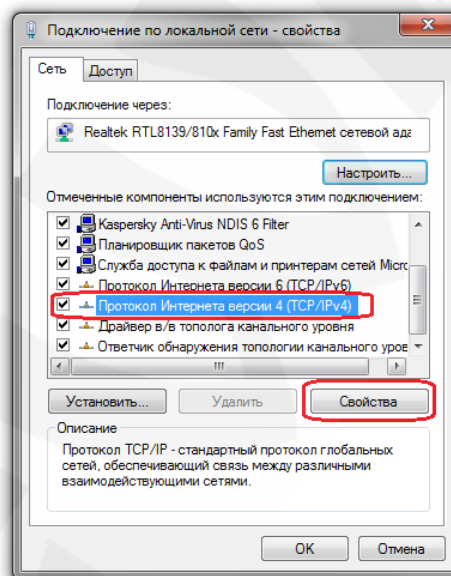 Подключение по локальной сети - свойства
Сеть Доступ
Подключение через:
Realtek RTL8139/810x Family Fast Ethernet сетевой ада
Настроить...
Отмеченные компоненты используются этим подключением:
Kaspersky Anti-Virus NDIS 6 Filter
Планировщик пакетов QoS
Служба доступа к файлам и принтерам сетей Micro
Протокол Интернета версии 6 (TCP/IPv6)
Протокол Интернета версии 4 (TCP/IPv4)
Драйвер в/в тополога канального уровня
Ответчик обнаружения топологии канального уров
Установить... Удалить Свойства
Описание
Протокол TCP/IP - стандартный протокол глобальных
сетей, обеспечивающий связь между различными
взаимодействующими сетями.
OK Отмена